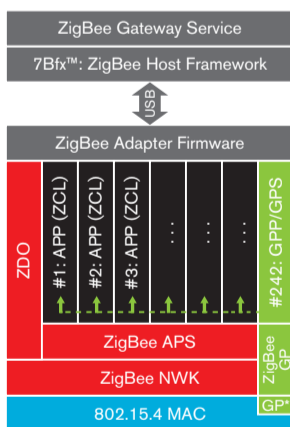 ZigBee Gateway Service
7Bfx™: ZigBee Host Framework
USB
ZigBee Adapter Firmware
ZDO
#1: APP (ZCL)
#2: APP (ZCL)
#3: APP (ZCL)
...
...
...
#242: GPP/GPS
ZigBee APS
ZigBee GP
ZigBee NWK
802.15.4 MAC
GP*